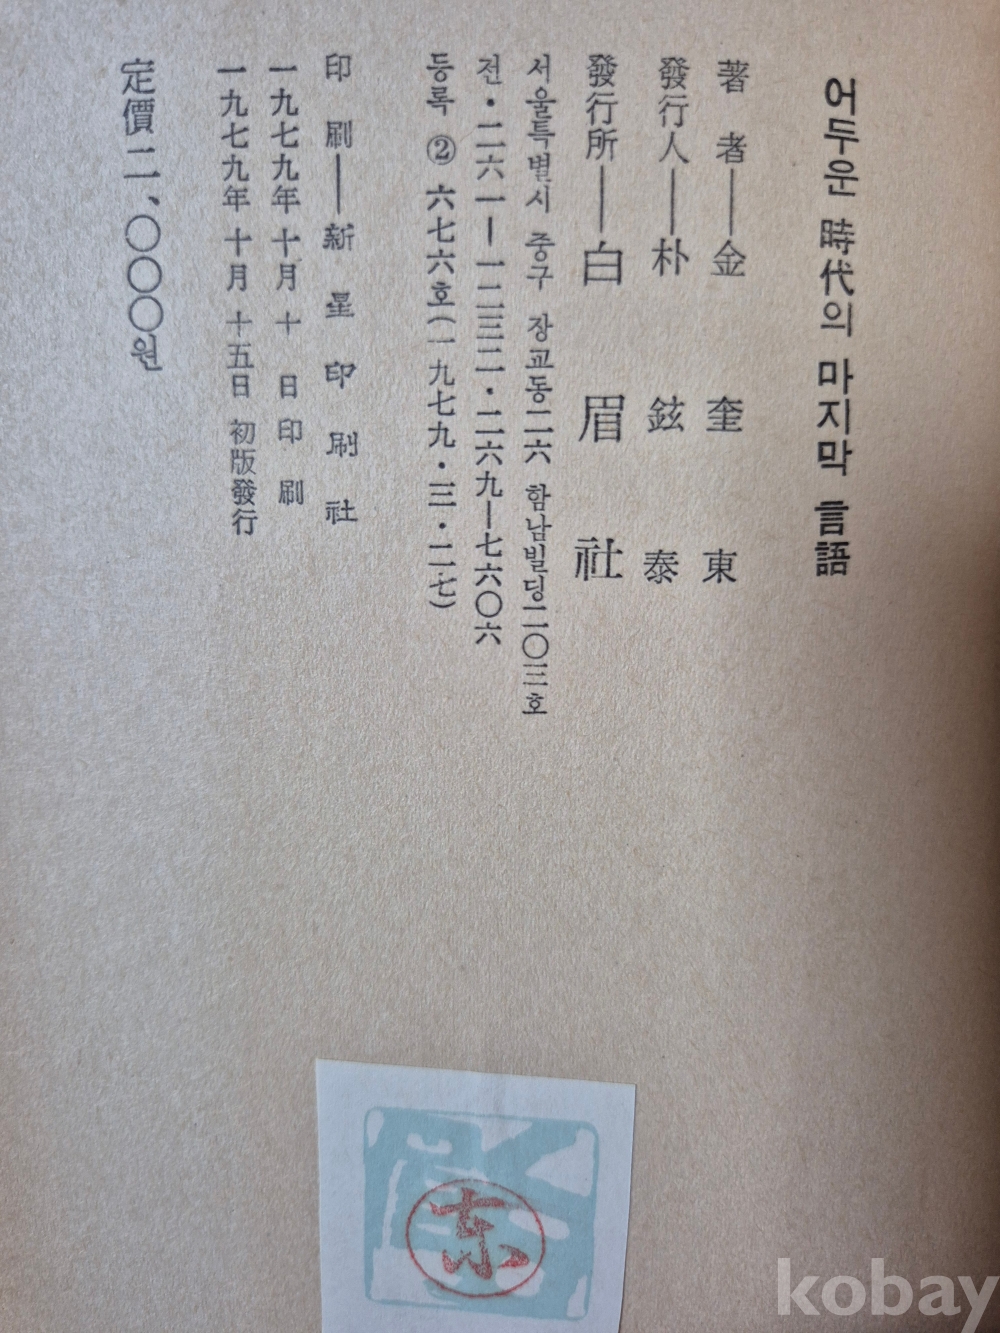 어두운 時代의 마지막 言語
著者──金奎東
發行人──朴鉉泰
發行所──白眉社
서울특별시 중구 장교동二六 함남빌딩二〇三호
전・二六一ー一二三二・二六九ー七六〇六
등록 ② 六七六호(一九七九・三・二七)
印刷──新星印刷社
一九七九年 十月 十 日 印刷
一九七九年 十月 十五日 初版發行
定價 二、〇〇〇원
東
kobay